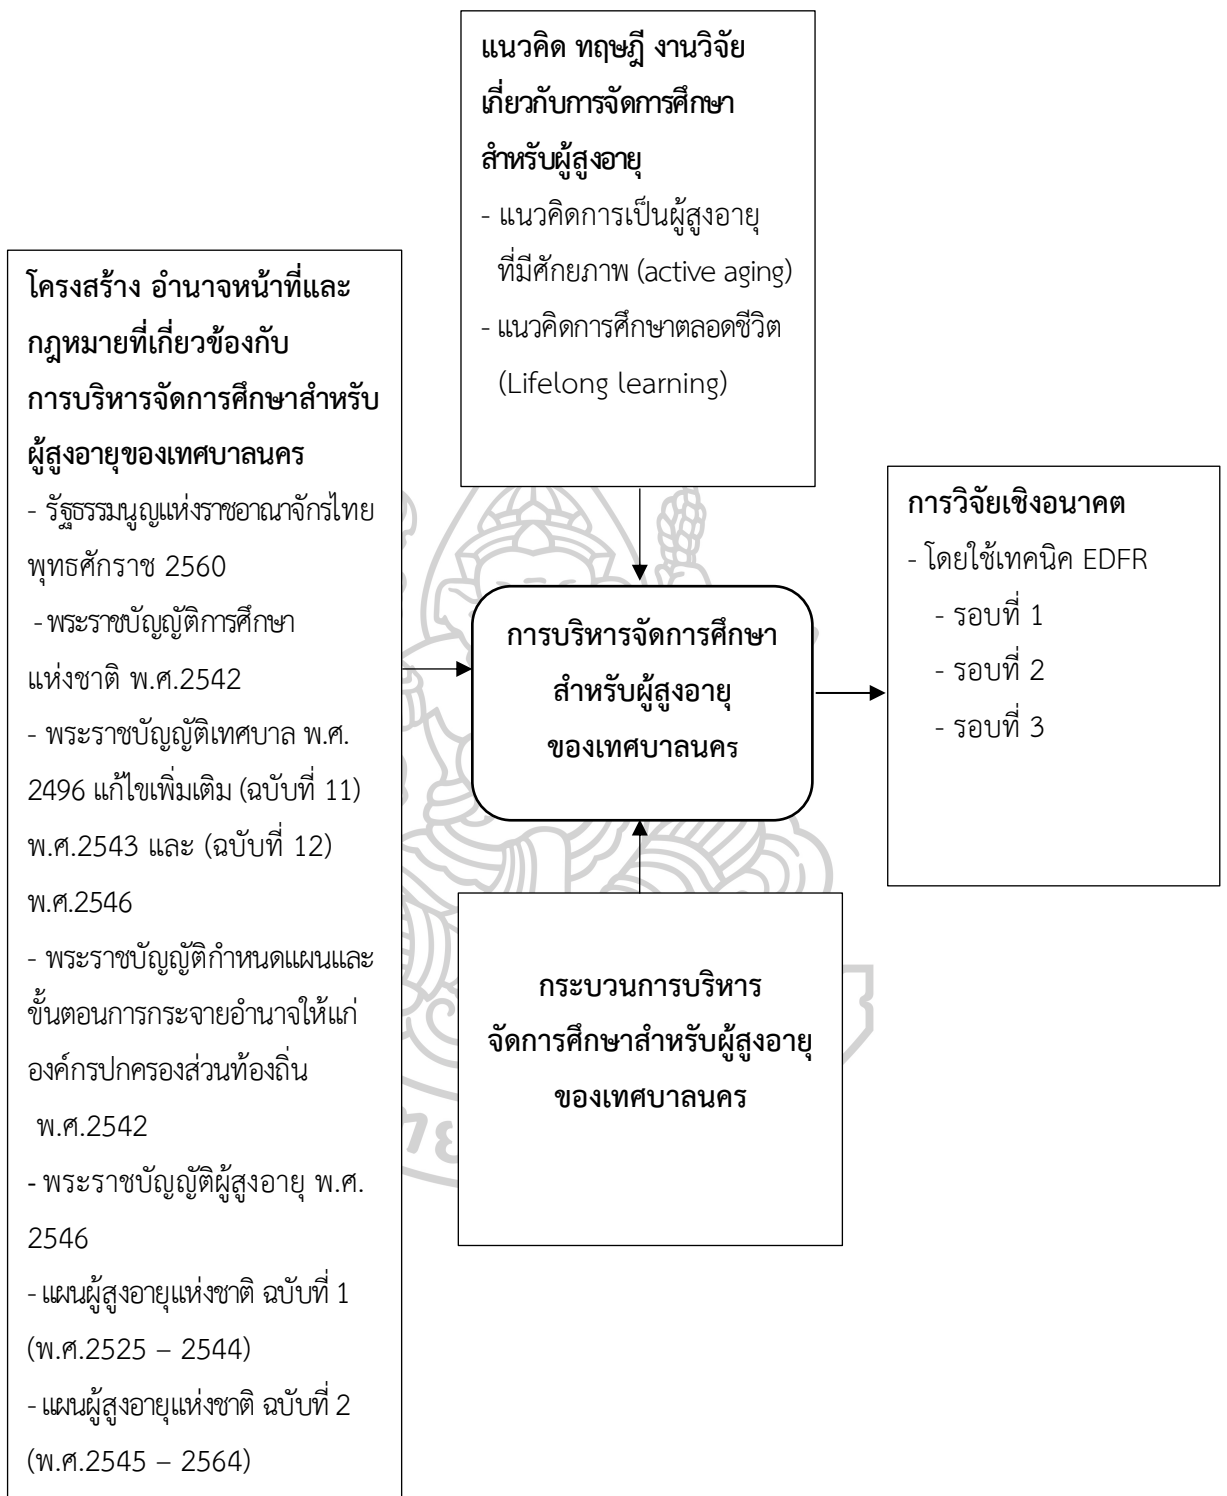 แนวคิด ทฤษฎี งานวิจัย
เกี่ยวกับการจัดการศึกษา
สำหรับผู้สูงอายุ
- แนวคิดการเป็นผู้สูงอายุ
ที่มีศักยภาพ (active aging)
- แนวคิดการศึกษาตลอดชีวิต
(Lifelong learning)
โครงสร้าง อำนาจหน้าที่และ
กฎหมายที่เกี่ยวข้องกับ
การบริหารจัดการศึกษาสำหรับ
ผู้สูงอายุของเทศบาลนคร
- รัฐธรรมนูญแห่งราชอาณาจักรไทย
พุทธศักราช 2560
- พระราชบัญญัติการศึกษา
แห่งชาติ พ.ศ.2542
- พระราชบัญญัติเทศบาล พ.ศ.
2496 แก้ไขเพิ่มเติม (ฉบับที่ 11)
พ.ศ.2543 และ (ฉบับที่ 12)
พ.ศ.2546
- พระราชบัญญัติกำหนดแผนและ
ขั้นตอนการกระจายอำนาจให้แก่
องค์กรปกครองส่วนท้องถิ่น
พ.ศ.2542
- พระราชบัญญัติผู้สูงอายุ พ.ศ.
2546
- แผนผู้สูงอายุแห่งชาติ ฉบับที่ 1
(พ.ศ.2525 – 2544)
- แผนผู้สูงอายุแห่งชาติ ฉบับที่ 2
(พ.ศ.2545 – 2564)
การบริหารจัดการศึกษา
สำหรับผู้สูงอายุ
ของเทศบาลนคร
กระบวนการบริหาร
จัดการศึกษาสำหรับผู้สูงอายุ
ของเทศบาลนคร
การวิจัยเชิงอนาคต
- โดยใช้เทคนิค EDFR
- รอบที่ 1
- รอบที่ 2
- รอบที่ 3